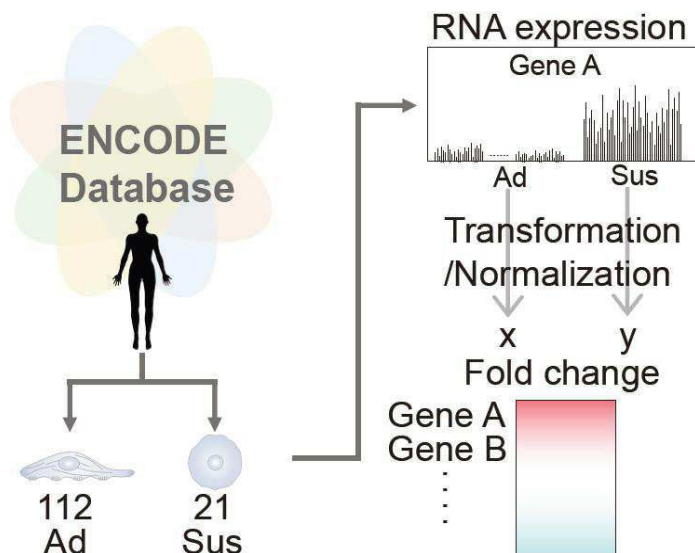 ENCODE
Database
112
Ad
21
Sus
RNA expression
Gene A
Ad
Sus
Transformation
/Normalization
x
y
Fold change
Gene A
Gene B